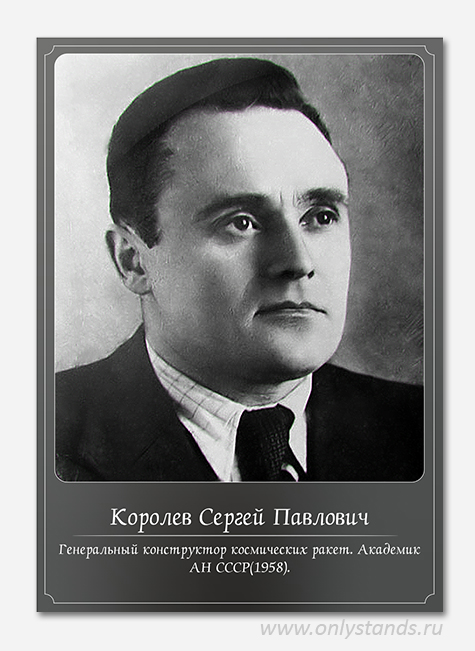 Королев Сергей Павлович
Генеральный конструктор космических ракет. Академик
АН СССР(1958).
www.onlystands.ru